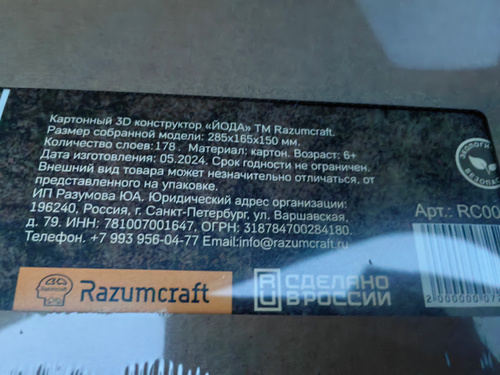 Картонный 3D конструктор «ЙОДА» ТМ Razumcraft.
Размер собранной модели: 285х165х150 мм.
Количество слоев:178 . Материал: картон. Возраст: 6+
Дата изготовления: 05.2024. Срок годности не ограничен.
Внешний вид товара может незначительно отличаться, от
представленного на упаковке.
ИП Разумова ЮА. Юридический адрес организации:
196240, Россия, г. Санкт-Петербург, ул. Варшавская,
д. 79. ИНН: 781007001647. ОГРН: 318784700284180.
Телефон. +7 993 956-04-77 Email:info@razumcraft.ru
Арт.: RC00
Razumcraft
СДЕЛАНО
В РОССИИ
2 000000 07